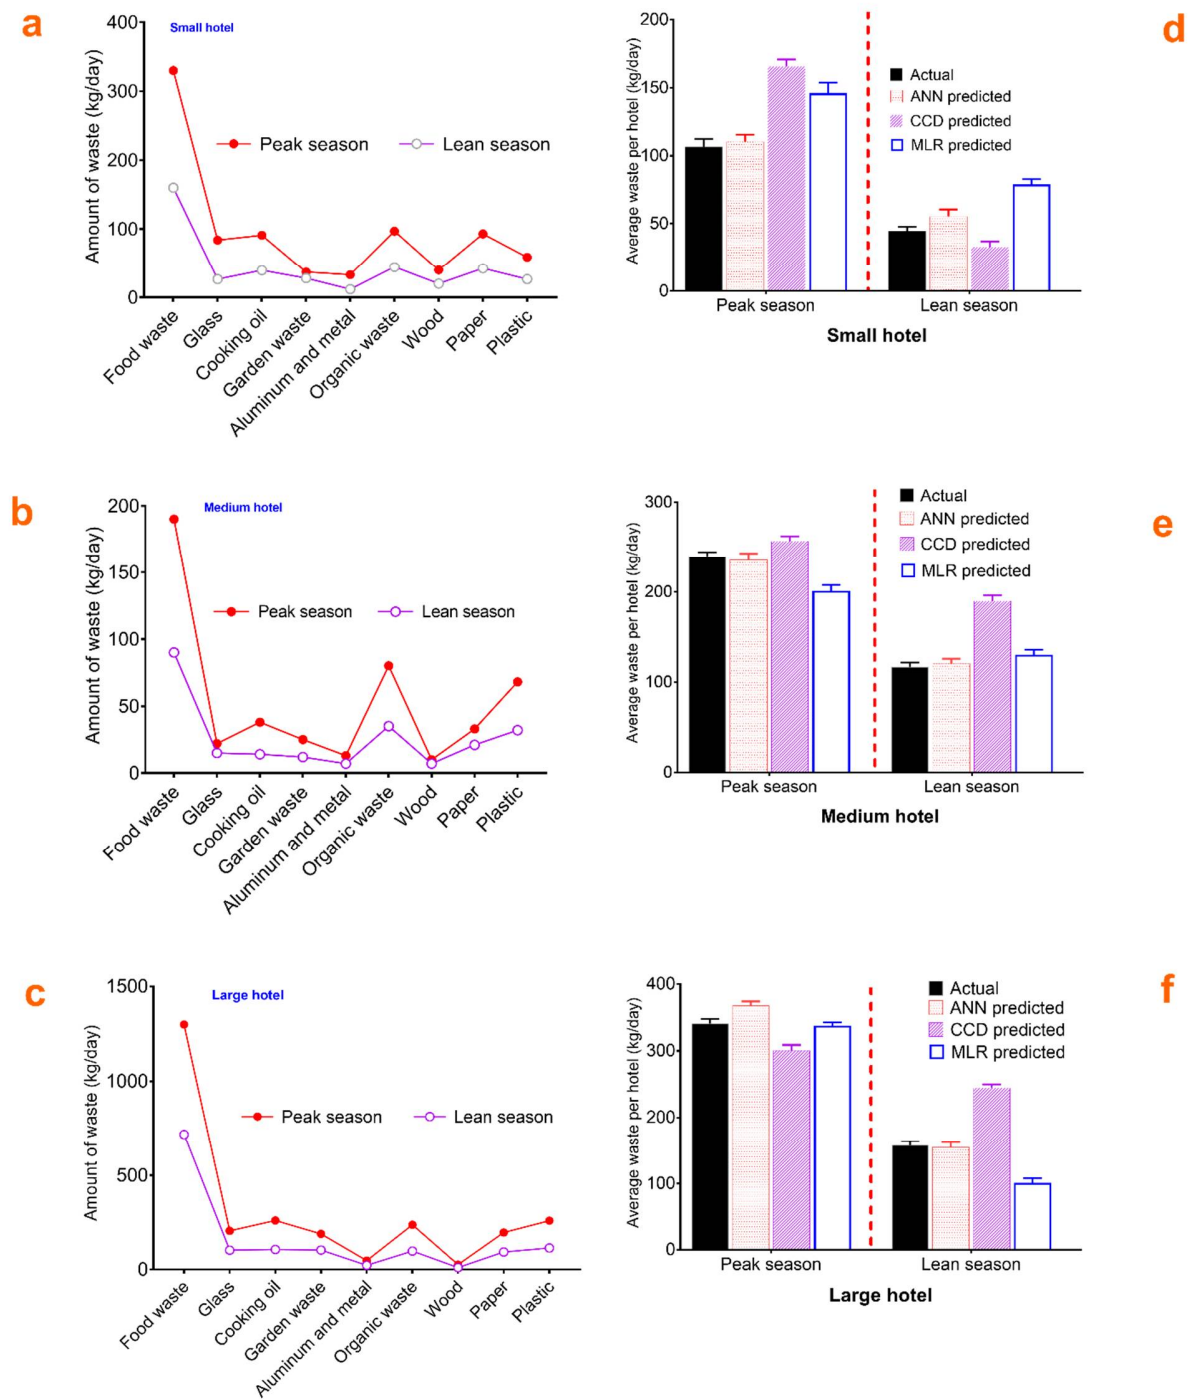 a
Small hotel
Amount of waste (kg/day)
400
300
200
100
0
Peak season
Lean season
Food waste
Glass
Cooking oil
Garden waste
Aluminum and metal
Organic waste
Wood
Paper
Plastic
d
Average waste per hotel (kg/day)
200
150
100
50
0
Actual
ANN predicted
CCD predicted
MLR predicted
Peak season
Lean season
Small hotel
b
Medium hotel
Amount of waste (kg/day)
200
150
100
50
0
Peak season
Lean season
Food waste
Glass
Cooking oil
Garden waste
Aluminum and metal
Organic waste
Wood
Paper
Plastic
e
Average waste per hotel (kg/day)
300
200
100
0
Actual
ANN predicted
CCD predicted
MLR predicted
Peak season
Lean season
Medium hotel
c
Large hotel
Amount of waste (kg/day)
1500
1000
500
0
Peak season
Lean season
Food waste
Glass
Cooking oil
Garden waste
Aluminum and metal
Organic waste
Wood
Paper
Plastic
f
Average waste per hotel (kg/day)
400
300
200
100
0
Actual
ANN predicted
CCD predicted
MLR predicted
Peak season
Lean season
Large hotel